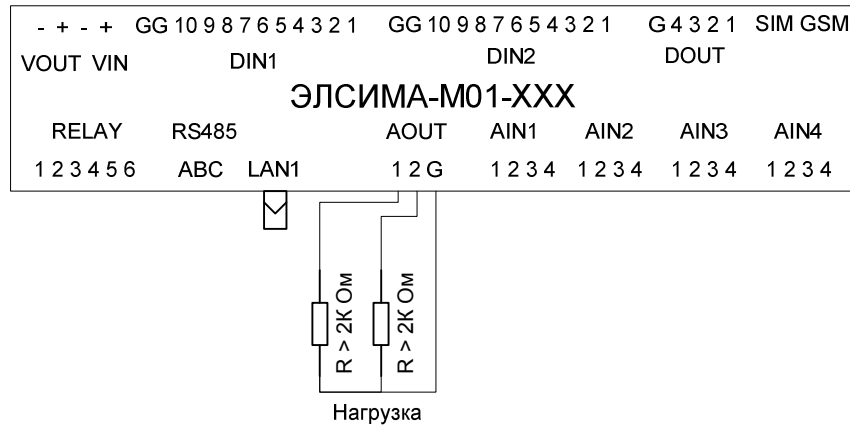 - + - + GG 10 9 8 7 6 5 4 3 2 1 GG 10 9 8 7 6 5 4 3 2 1 G 4 3 2 1 SIM GSM
VOUT VIN DIN1 DIN2 DOUT
ЭЛСИМА-М01-ХХХ
RELAY RS485 AOUT AIN1 AIN2 AIN3 AIN4
1 2 3 4 5 6 ABC LAN1 1 2 G 1 2 3 4 1 2 3 4 1 2 3 4 1 2 3 4
R > 2К Ом
R > 2К Ом
Нагрузка